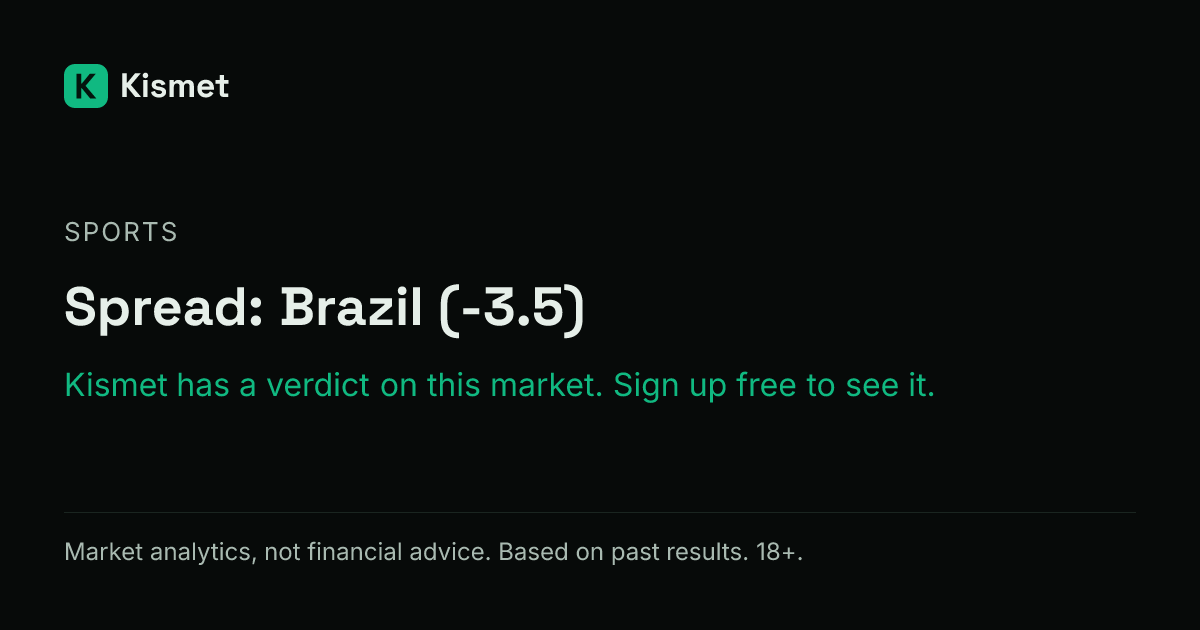 K Kismet
SPORTS
Spread: Brazil (-3.5)
Kismet has a verdict on this market. Sign up free to see it.
Market analytics, not financial advice. Based on past results. 18+.